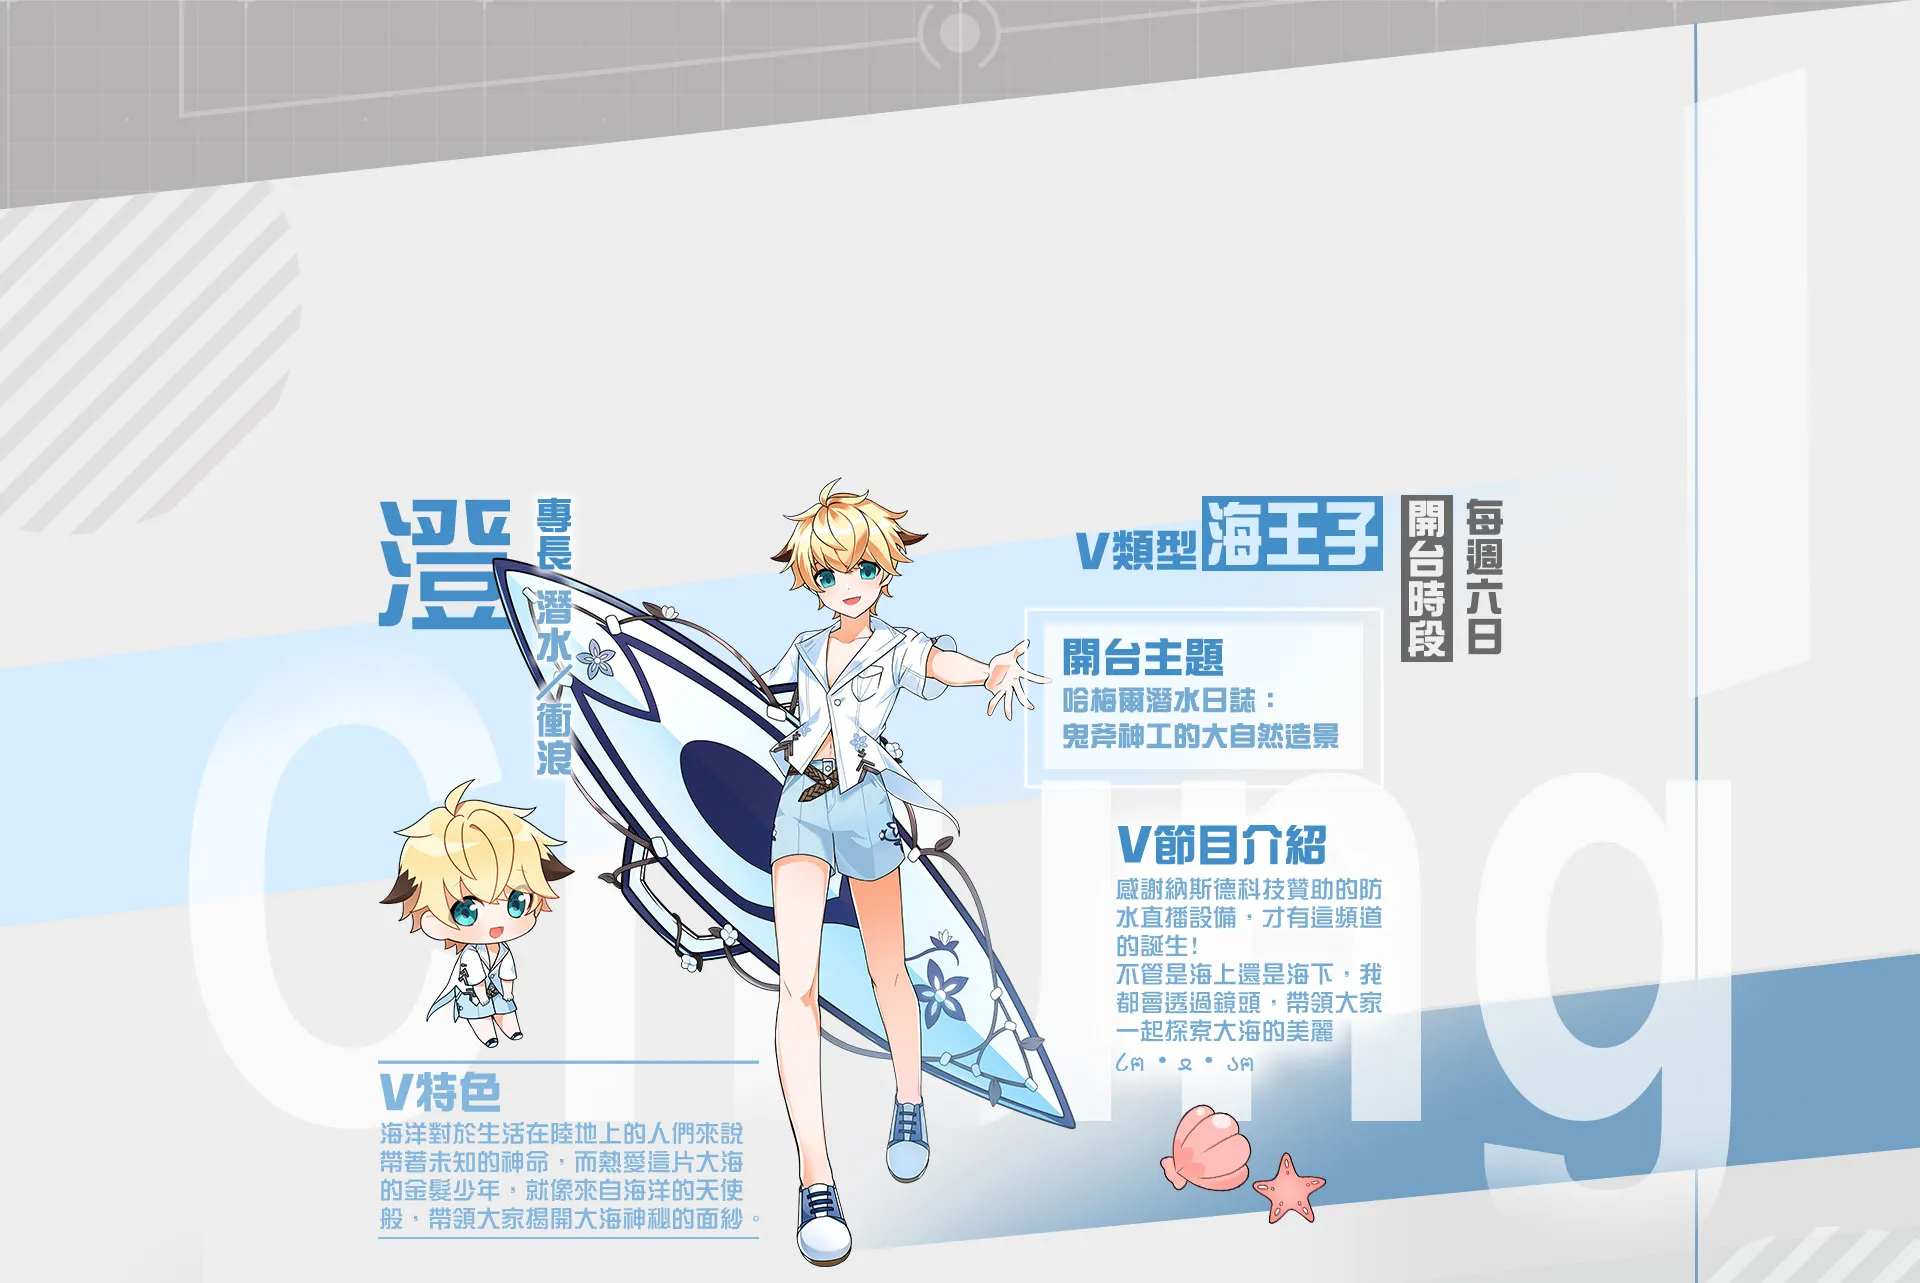 澄
專長 潛水／衝浪
V類型 海王子
開台時段
每週六日
開台主題
哈梅爾潛水日誌：
鬼斧神工的大自然造景
V節目介紹
感謝納斯德科技贊助的防
水直播設備，才有這頻道
的誕生!
不管是海上還是海下，我
都會透過鏡頭，帶領大家
一起探索大海的美麗
V特色
海洋對於生活在陸地上的人們來說
帶著未知的神命，而熱愛這片大海
的金髮少年，就像來自海洋的天使
般，帶領大家揭開大海神秘的面紗。
Chung